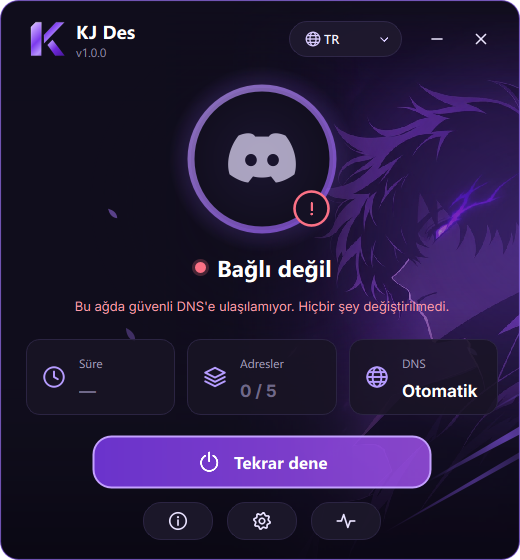 KJ Des
v1.0.0
TR
Bağlı değil
Bu ağda güvenli DNS'e ulaşılamıyor. Hiçbir şey değiştirilmedi.
Süre
—
Adresler
0 / 5
DNS
Otomatik
Tekrar dene